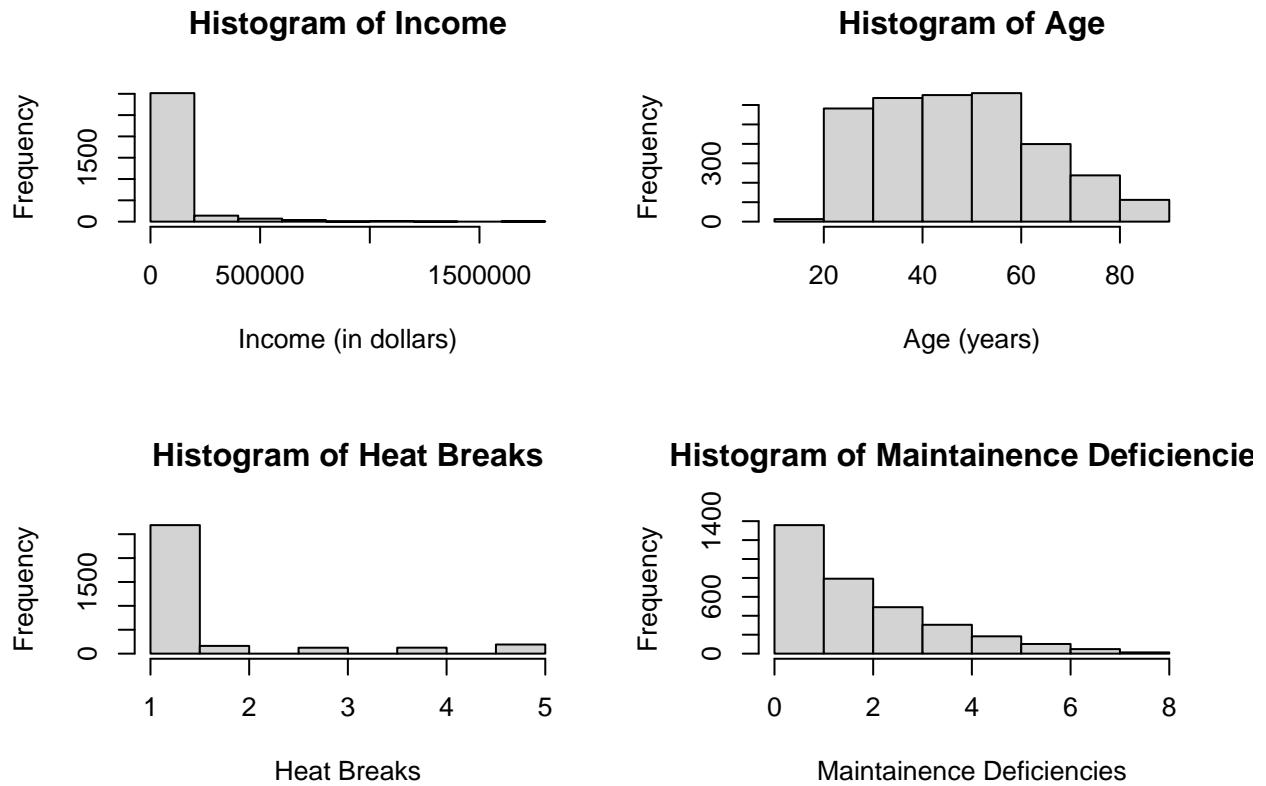 Histogram of Income
Frequency
0
1500
0
500000
1500000
Income (in dollars)
Histogram of Age
Frequency
0
300
20
40
60
80
Age (years)
Histogram of Heat Breaks
Frequency
0
1500
1
2
3
4
5
Heat Breaks
Histogram of Maintainence Deficiencie
Frequency
0
600
1400
0
2
4
6
8
Maintainence Deficiencies